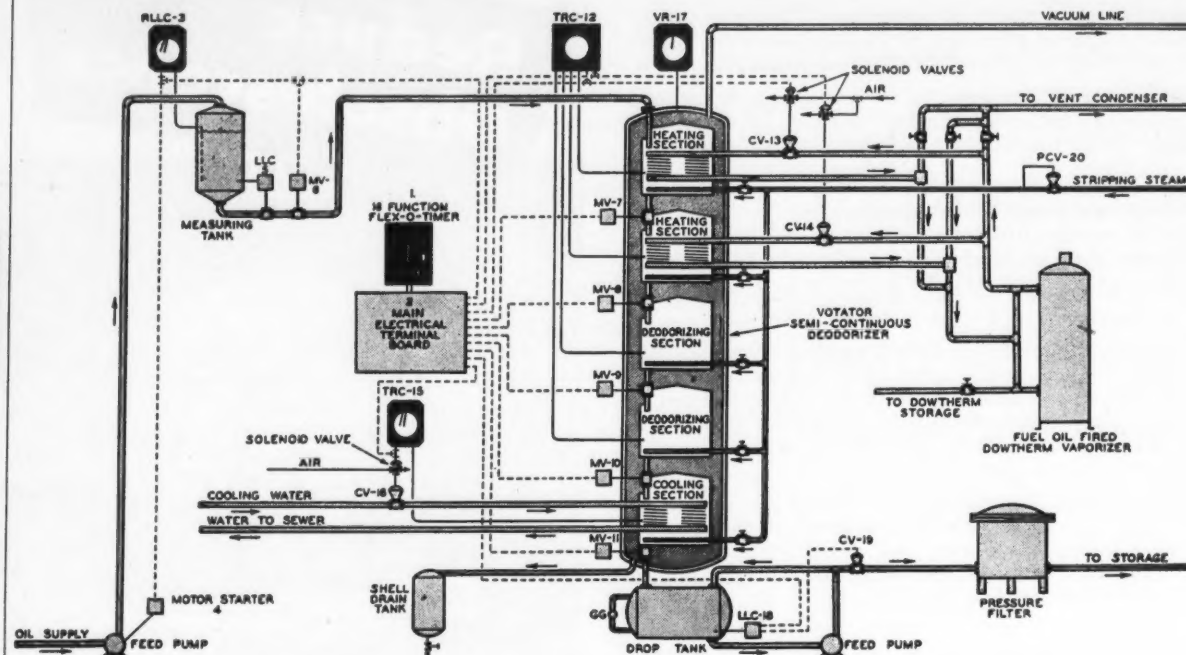 RLLC-3
TRC-12
VR-17
VACUUM LINE
SOLENOID VALVES
AIR
TO VENT CONDENSER
CV-13
PCV-20
STRIPPING STEAM
HEATING
SECTION
LLC
5
MV-
6
MEASURING
TANK
1.
16 FUNCTION
FLEX-O-TIMER
MV-7
HEATING
SECTION
CV-14
2
MAIN
ELECTRICAL
TERMINAL
BOARD
MV-8
DEODORIZING
SECTION
VOTATOR
SEMI-CONTINUOUS
DEODORIZER
MV-9
TRC-15
TO DOWTHERM
STORAGE
FUEL OIL FIRED
DOWTHERM VAPORIZER
DEODORIZING
SECTION
SOLENOID VALVE
AIR
MV-10
CV-16
COOLING
SECTION
COOLING WATER
WATER TO SEWER
MV-11
CV-19
TO STORAGE
PRESSURE
FILTER
SHELL
DRAIN
TANK
GG
LLC-18
MOTOR STARTER
4
OIL SUPPLY
FEED PUMP
DROP TANK
FEED PUMP